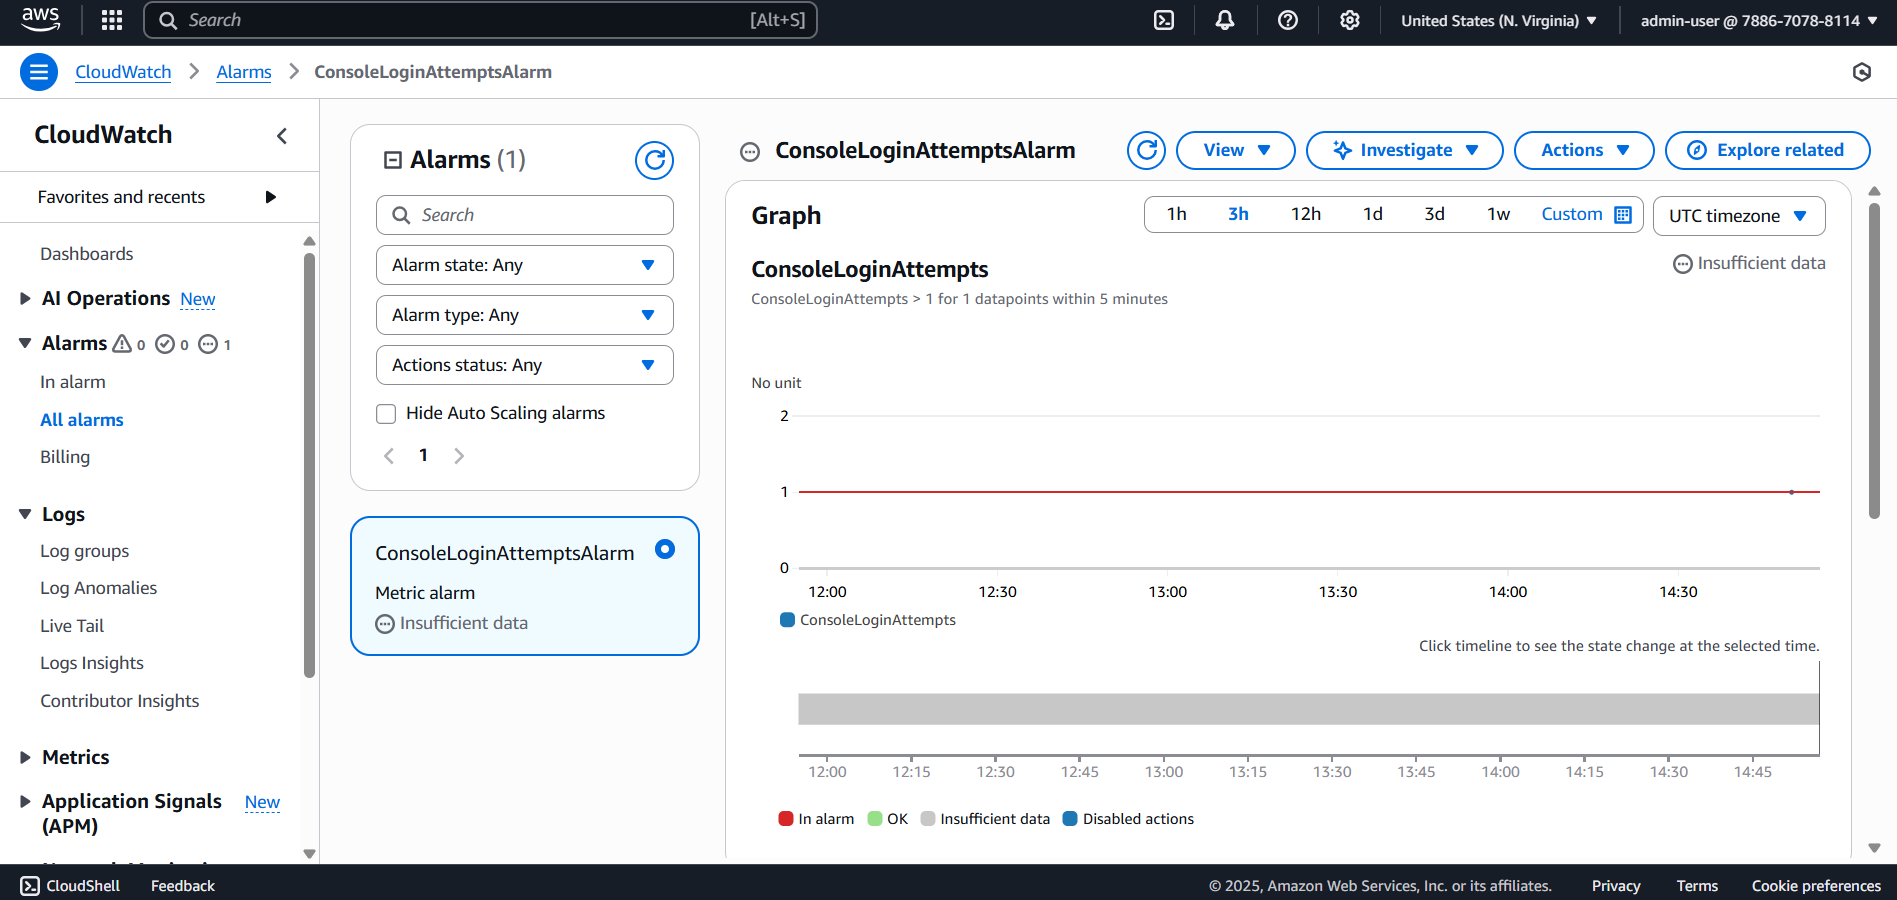 aws
Search [Alt+S]
United States (N. Virginia)
admin-user @ 7886-7078-8114
CloudWatch
Alarms
ConsoleLoginAttemptsAlarm
CloudWatch
Favorites and recents
Dashboards
AI Operations New
Alarms 0 0 1
In alarm
All alarms
Billing
Logs
Log groups
Log Anomalies
Live Tail
Logs Insights
Contributor Insights
Metrics
Application Signals New
(APM)
Alarms (1)
Search
Alarm state: Any
Alarm type: Any
Actions status: Any
Hide Auto Scaling alarms
1
ConsoleLoginAttemptsAlarm
Metric alarm
Insufficient data
ConsoleLoginAttemptsAlarm
View
Investigate
Actions
Explore related
Graph
1h 3h 12h 1d 3d 1w Custom
UTC timezone
ConsoleLoginAttempts
Insufficient data
ConsoleLoginAttempts > 1 for 1 datapoints within 5 minutes
No unit
2
1
0
12:00 12:30 13:00 13:30 14:00 14:30
ConsoleLoginAttempts
Click timeline to see the state change at the selected time.
12:00 12:15 12:30 12:45 13:00 13:15 13:30 13:45 14:00 14:15 14:30 14:45
In alarm OK Insufficient data Disabled actions
CloudShell Feedback
© 2025, Amazon Web Services, Inc. or its affiliates. Privacy Terms Cookie preferences